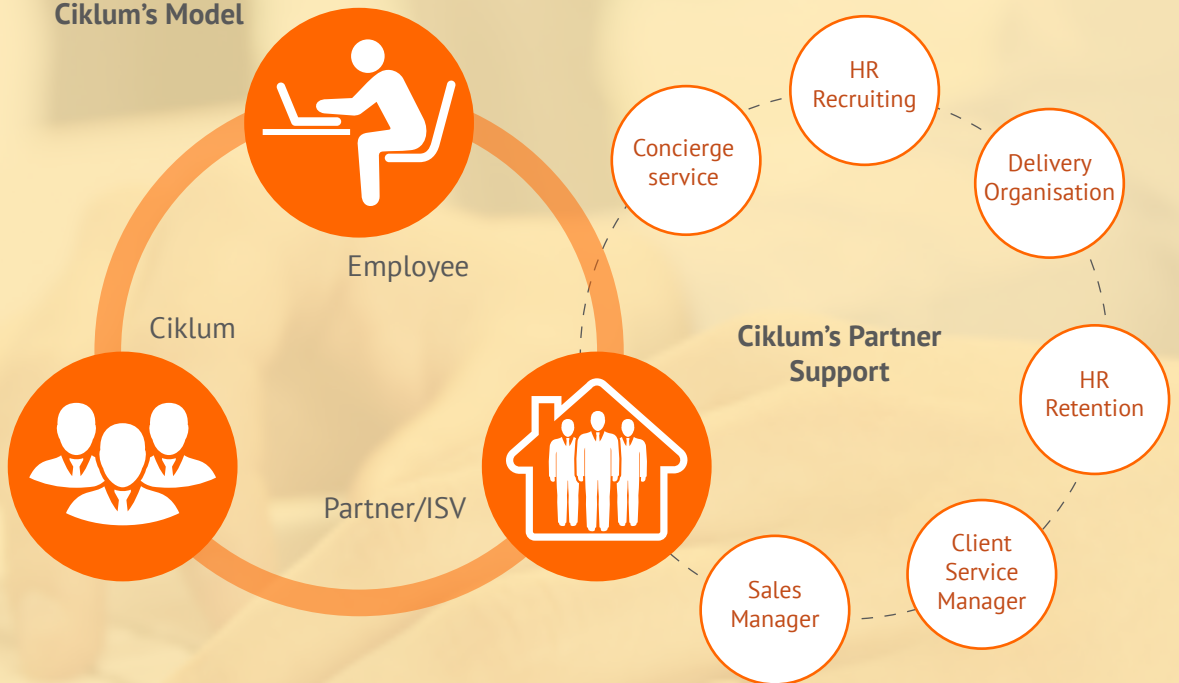 Ciklum’s Model
Employee
Ciklum
Partner/ISV
Ciklum’s Partner
Support
Concierge
service
HR
Recruiting
Delivery
Organisation
HR
Retention
Client
Service
Manager
Sales
Manager